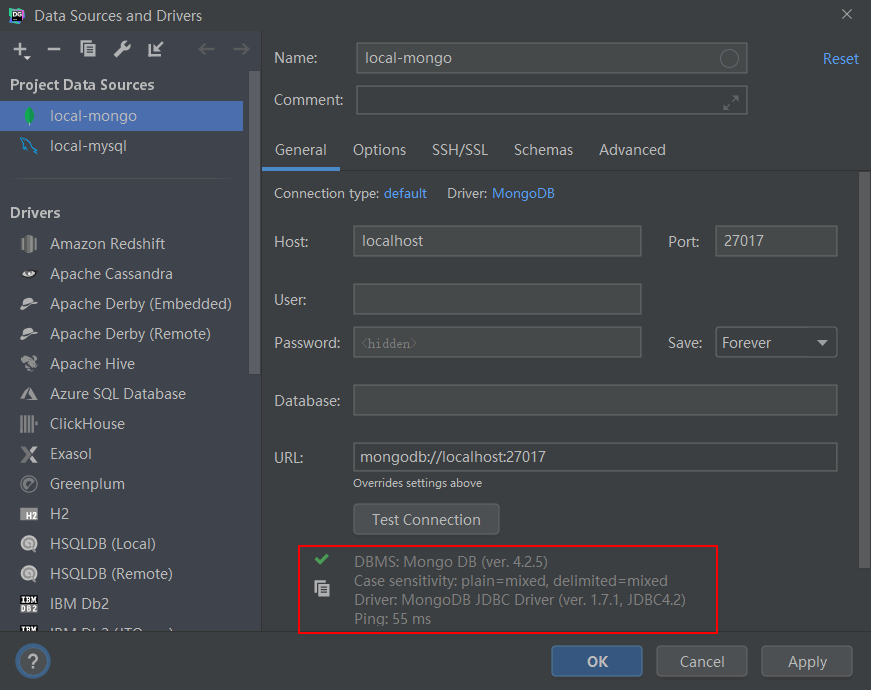 DG
Data Sources and Drivers
Project Data Sources
local-mongo
local-mysql
Drivers
Amazon Redshift
Apache Cassandra
Apache Derby (Embedded)
Apache Derby (Remote)
Apache Hive
Azure SQL Database
ClickHouse
Exasol
Greenplum
H2 H2
HSQLDB (Local)
HSQLDB (Remote)
IBM DB2 IBM Db2
Name: local-mongo Reset
Comment:
General Options SSH/SSL Schemas Advanced
Connection type: default Driver: MongoDB
Host: localhost Port: 27017
User:
Password: <hidden> Save: Forever
Database:
URL: mongodb://localhost:27017
Overrides settings above
Test Connection
DBMS: Mongo DB (ver. 4.2.5)
Case sensitivity: plain=mixed, delimited=mixed
Driver: MongoDB JDBC Driver (ver. 1.7.1, JDBC4.2)
Ping: 55 ms
? OK Cancel Apply